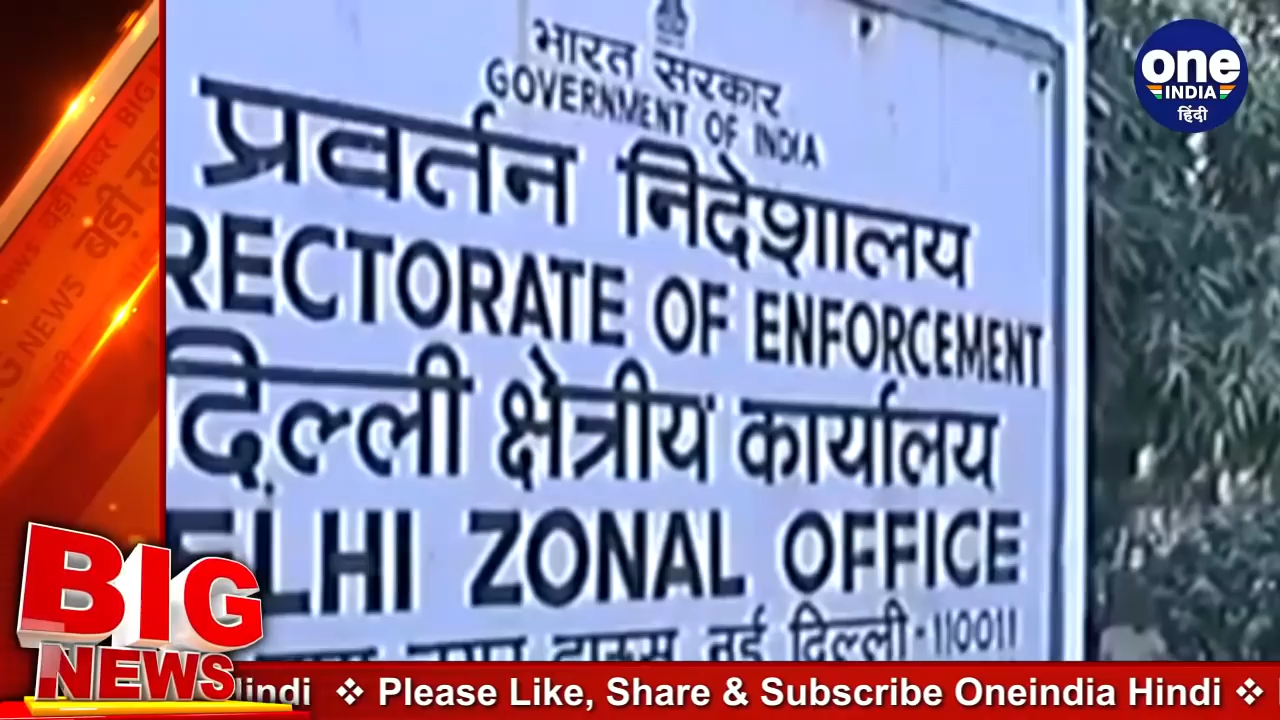 भारत सरकार
GOVERNMENT OF INDIA
प्रवर्तन निदेशालय
RECTORATE OF ENFORCEMENT
दिल्ली क्षेत्रीय कार्यालय
ELHI ZONAL OFFICE
नई दिल्ली-110011
one
INDIA
हिंदी
BIG
NEWS
Hindi ❖ Please Like, Share & Subscribe Oneindia Hindi ❖